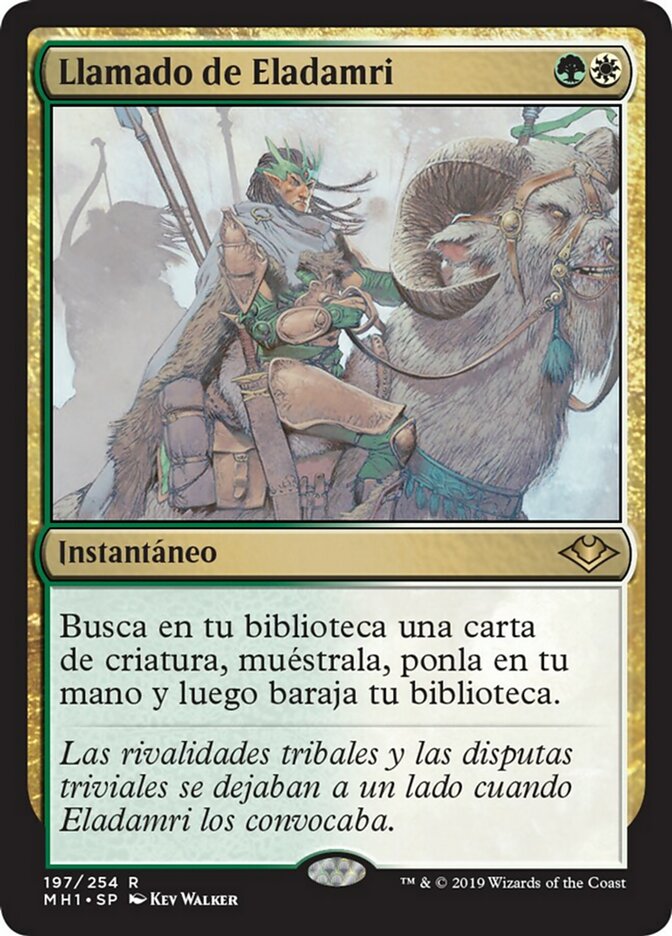 Llamado de Eladamri
Instantáneo
Busca en tu biblioteca una carta
de criatura, muéstrala, ponla en tu
mano y luego baraja tu biblioteca.
Las rivalidades tribales y las disputas
triviales se dejaban a un lado cuando
Eladamri los convocaba.
197/254 R
MH1•SP Kev Walker
™ & © 2019 Wizards of the Coast